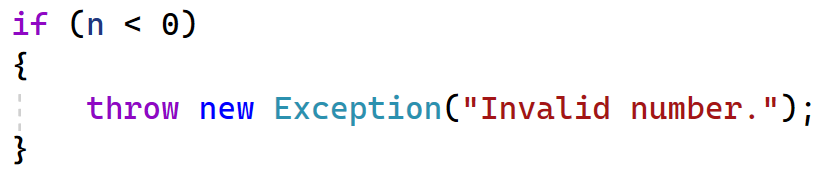 if (n < 0)
{
    throw new Exception("Invalid number.");
}